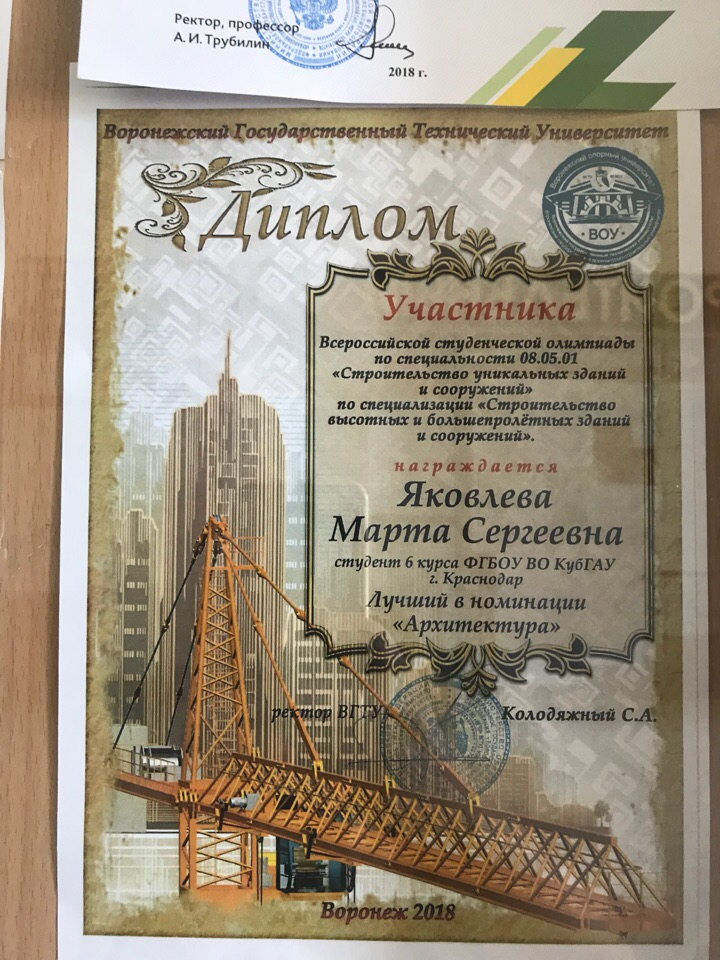 Ректор, профессор
А. И. Трубилин
2018 г.
Воронежский Государственный Технический Университет
Диплом
Воронежский опорный университет
ВГТУ
· ВОУ ·
Участника
Всероссийской студенческой олимпиады
по специальности 08.05.01
«Строительство уникальных зданий
и сооружений»
по специализации «Строительство
высотных и большепролётных зданий
и сооружений».
награждается
Яковлева
Марта Сергеевна
студент 6 курса ФГБОУ ВО КубГАУ
г. Краснодар
Лучший в номинации
«Архитектура»
ректор ВГТУ
Колодяжный С.А.
Воронеж 2018